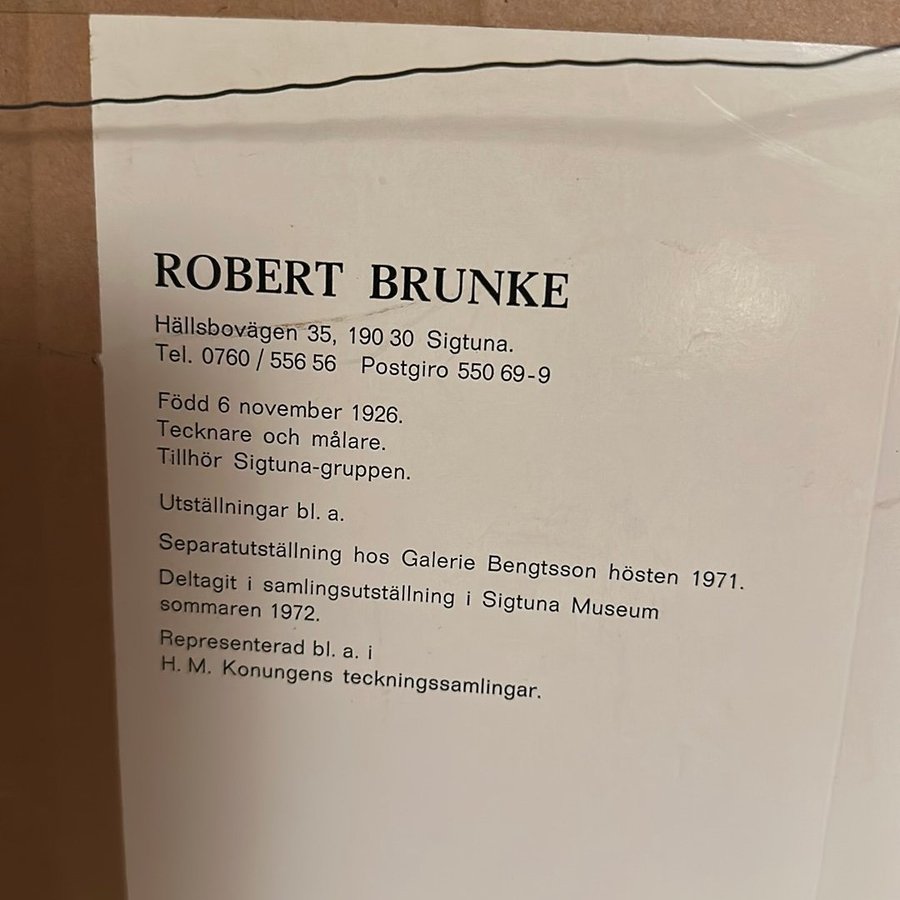 ROBERT BRUNKE
Hällsbovägen 35, 190 30 Sigtuna.
Tel. 0760 / 556 56 Postgiro 550 69-9
Född 6 november 1926.
Tecknare och målare.
Tillhör Sigtuna-gruppen.
Utställningar bl. a.
Separatutställning hos Galerie Bengtsson hösten 1971.
Deltagit i samlingsutställning i Sigtuna Museum
sommaren 1972.
Representerad bl. a. i
H. M. Konungens teckningssamlingar.